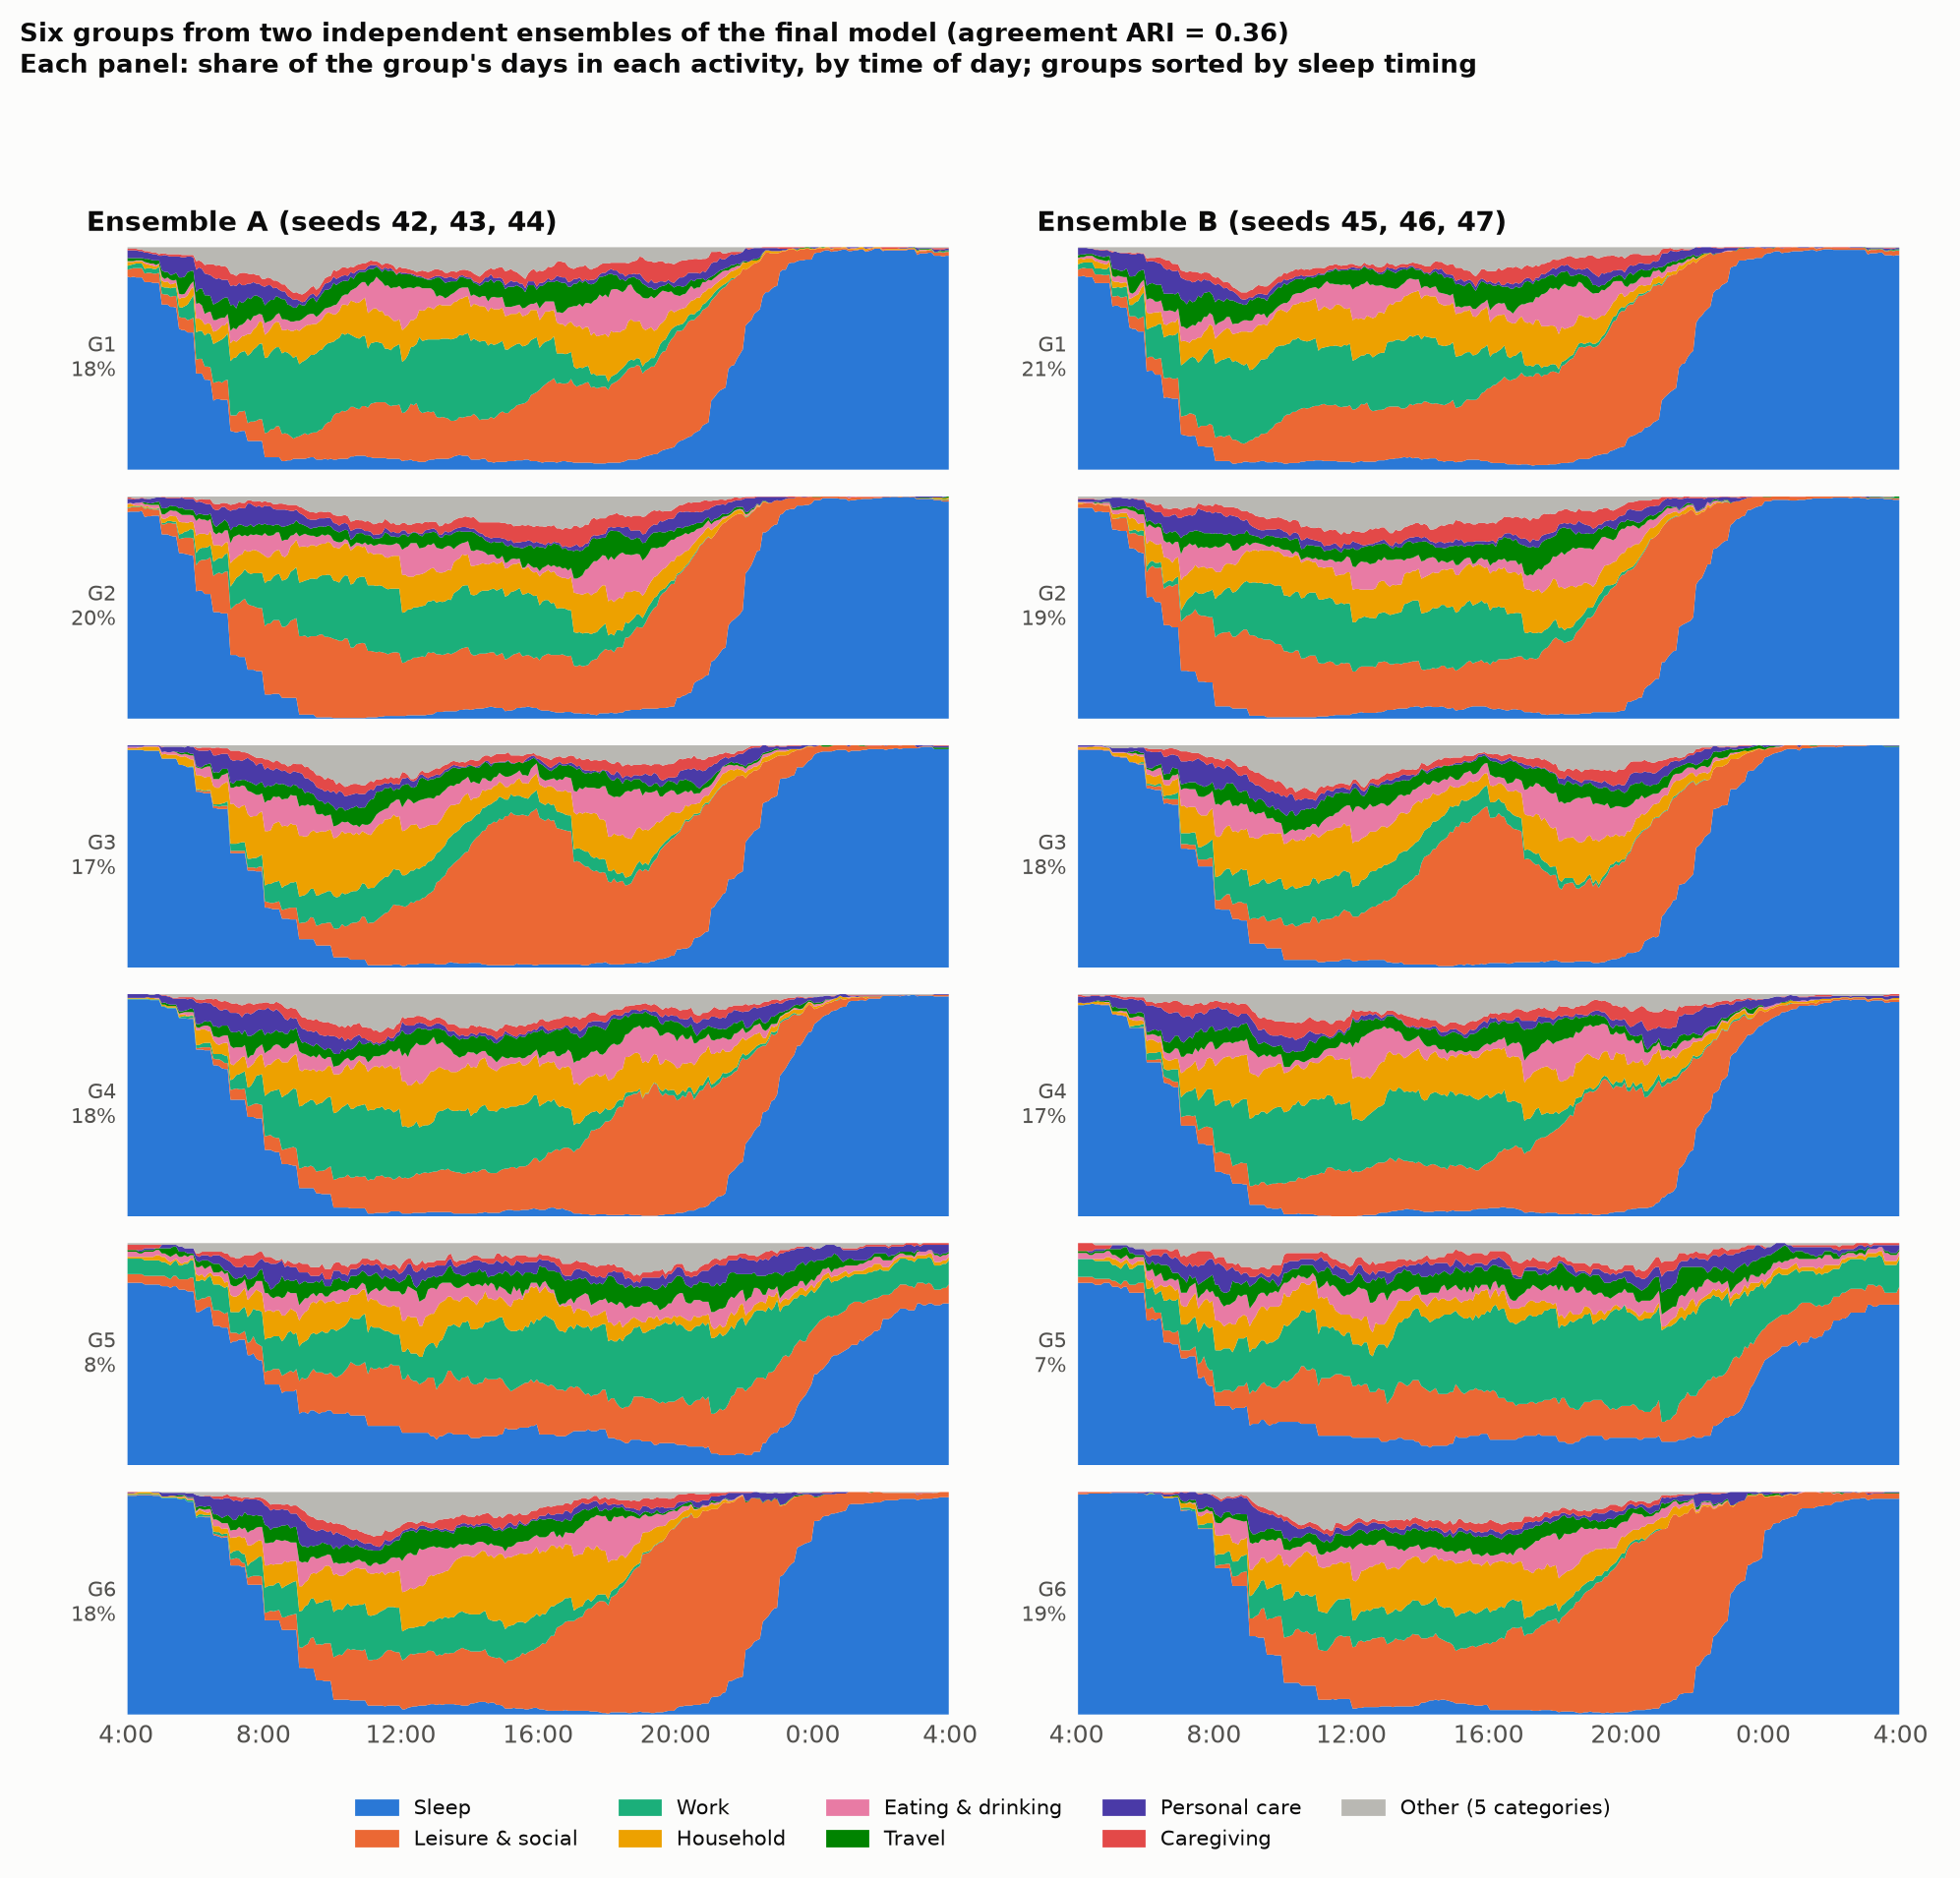 Six groups from two independent ensembles of the final model (agreement ARI = 0.36)
Each panel: share of the group's days in each activity, by time of day; groups sorted by sleep timing
Ensemble A (seeds 42, 43, 44)
G1
18%
G2
20%
G3
17%
G4
18%
G5
8%
G6
18%
4:00 8:00 12:00 16:00 20:00 0:00 4:00
Ensemble B (seeds 45, 46, 47)
G1
21%
G2
19%
G3
18%
G4
17%
G5
7%
G6
19%
4:00 8:00 12:00 16:00 20:00 0:00 4:00
Sleep Work Eating & drinking Personal care Other (5 categories)
Leisure & social Household Travel Caregiving